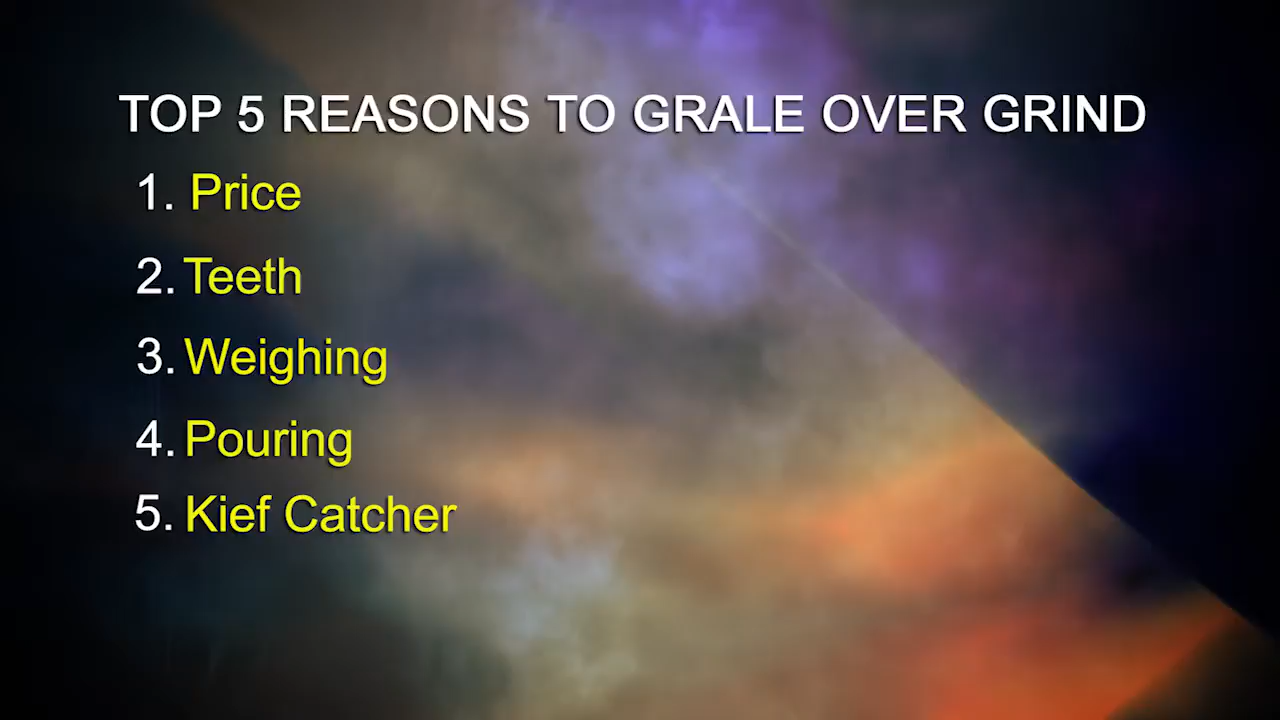 TOP 5 REASONS TO GRALE OVER GRIND
1. Price
2. Teeth
3. Weighing
4. Pouring
5. Kief Catcher